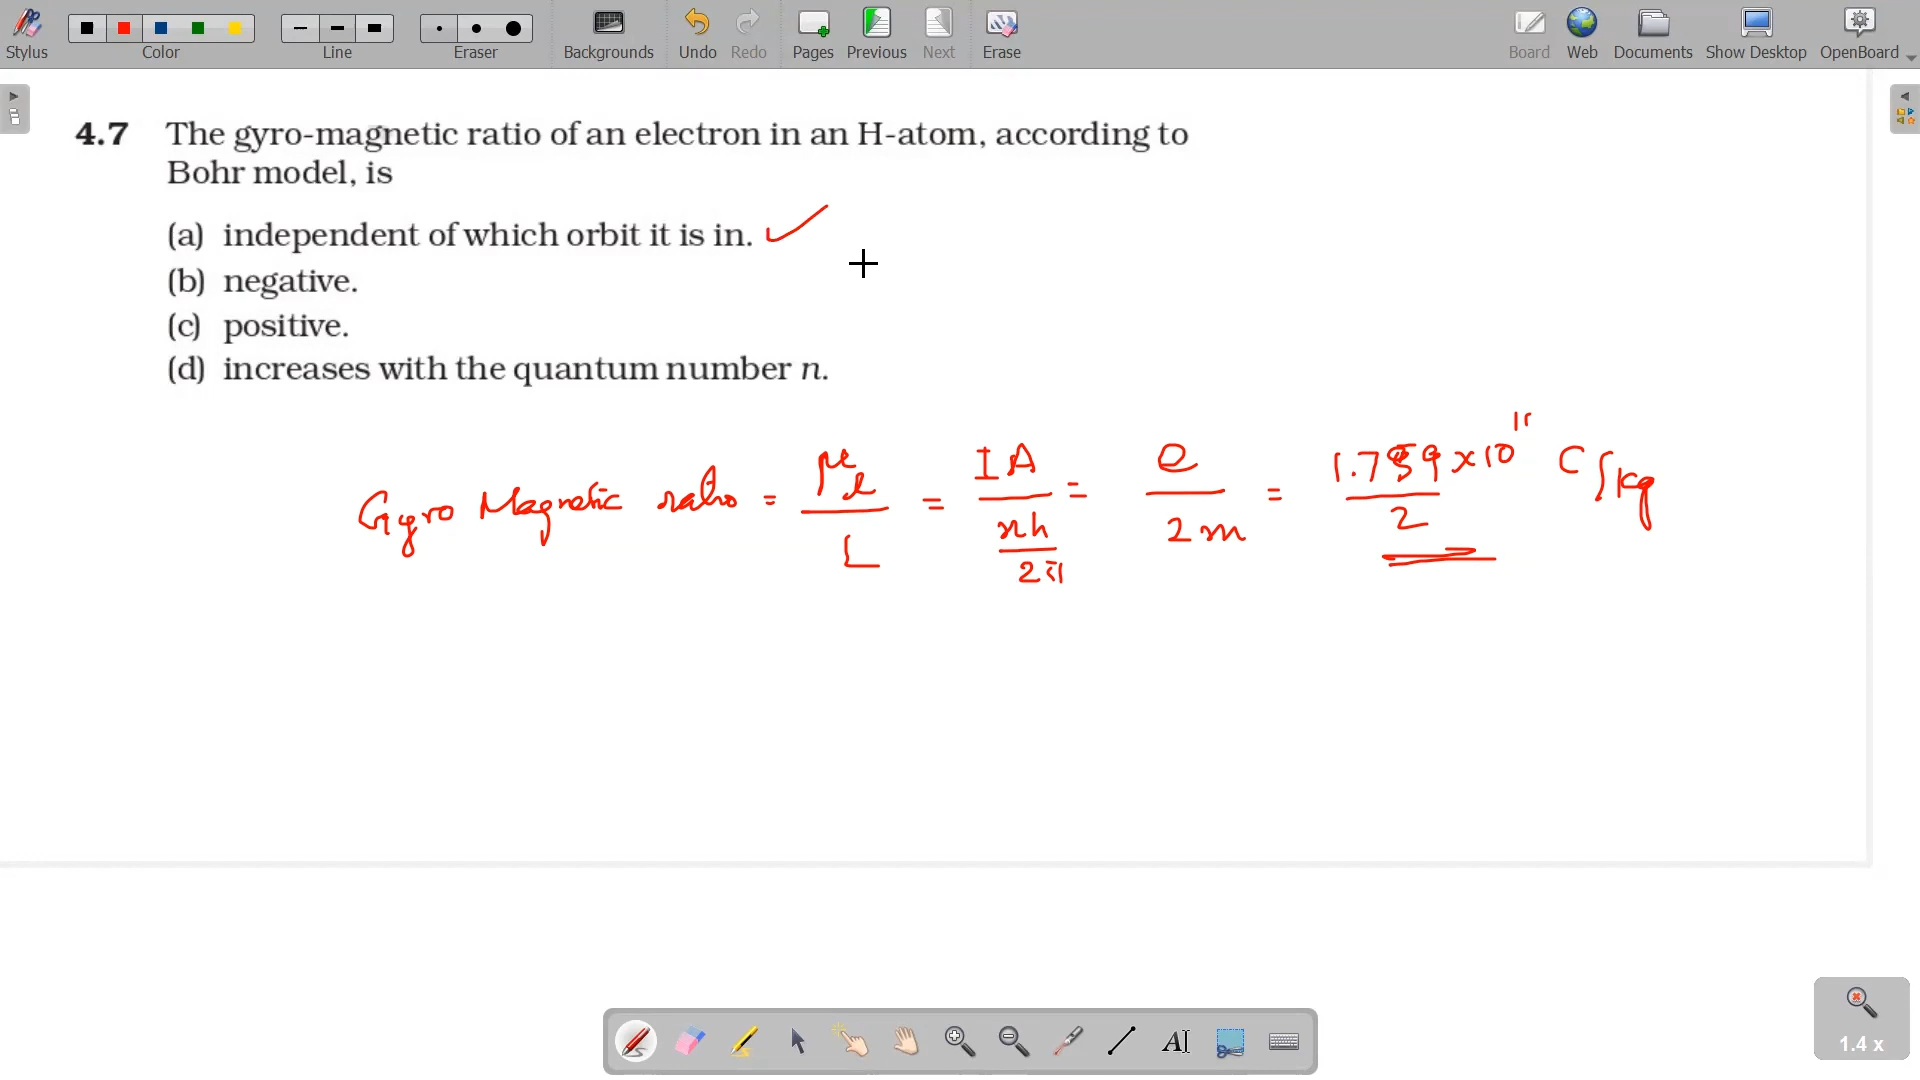 Stylus Color Line Eraser Backgrounds Undo Redo Pages Previous Next Erase Board Web Documents Show Desktop OpenBoard
4.7 The gyro-magnetic ratio of an electron in an H-atom, according to
Bohr model, is
(a) independent of which orbit it is in.
(b) negative.
(c) positive.
(d) increases with the quantum number n.
Gyro Magnetic ratio = μl / L = IA / (nh / 2π) = e / 2m = 1.759 x 10^11 / 2 C/kg
AI
1.4 x